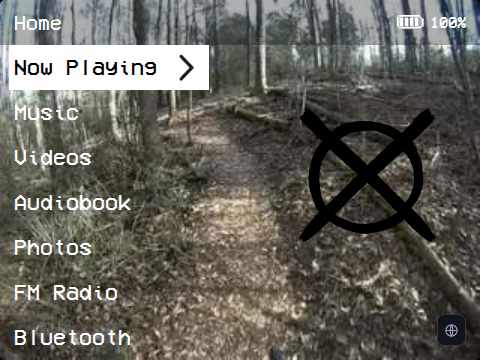 Home
100%
Now Playing
Music
Videos
Audiobook
Photos
FM Radio
Bluetooth